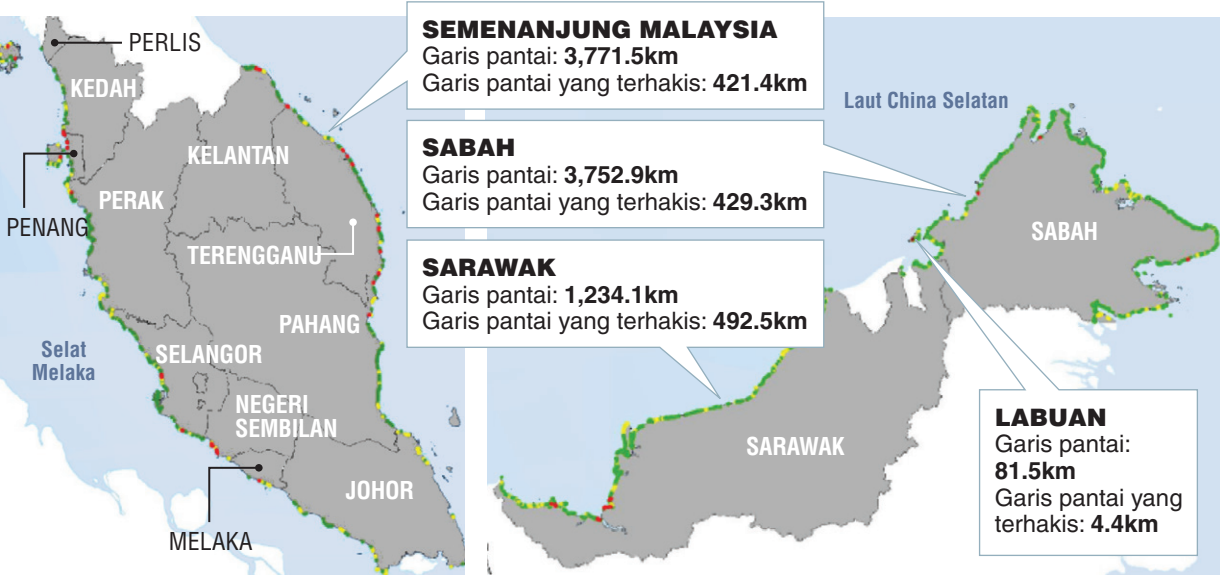 PERLIS
KEDAH
PENANG
PERAK
KELANTAN
TERENGGANU
PAHANG
SELANGOR
Selat
Melaka
NEGERI
SEMBILAN
MELAKA
JOHOR
SEMENANJUNG MALAYSIA
Garis pantai: 3,771.5km
Garis pantai yang terhakis: 421.4km
SABAH
Garis pantai: 3,752.9km
Garis pantai yang terhakis: 429.3km
SARAWAK
Garis pantai: 1,234.1km
Garis pantai yang terhakis: 492.5km
Laut China Selatan
SABAH
SARAWAK
LABUAN
Garis pantai:
81.5km
Garis pantai yang
terhakis: 4.4km